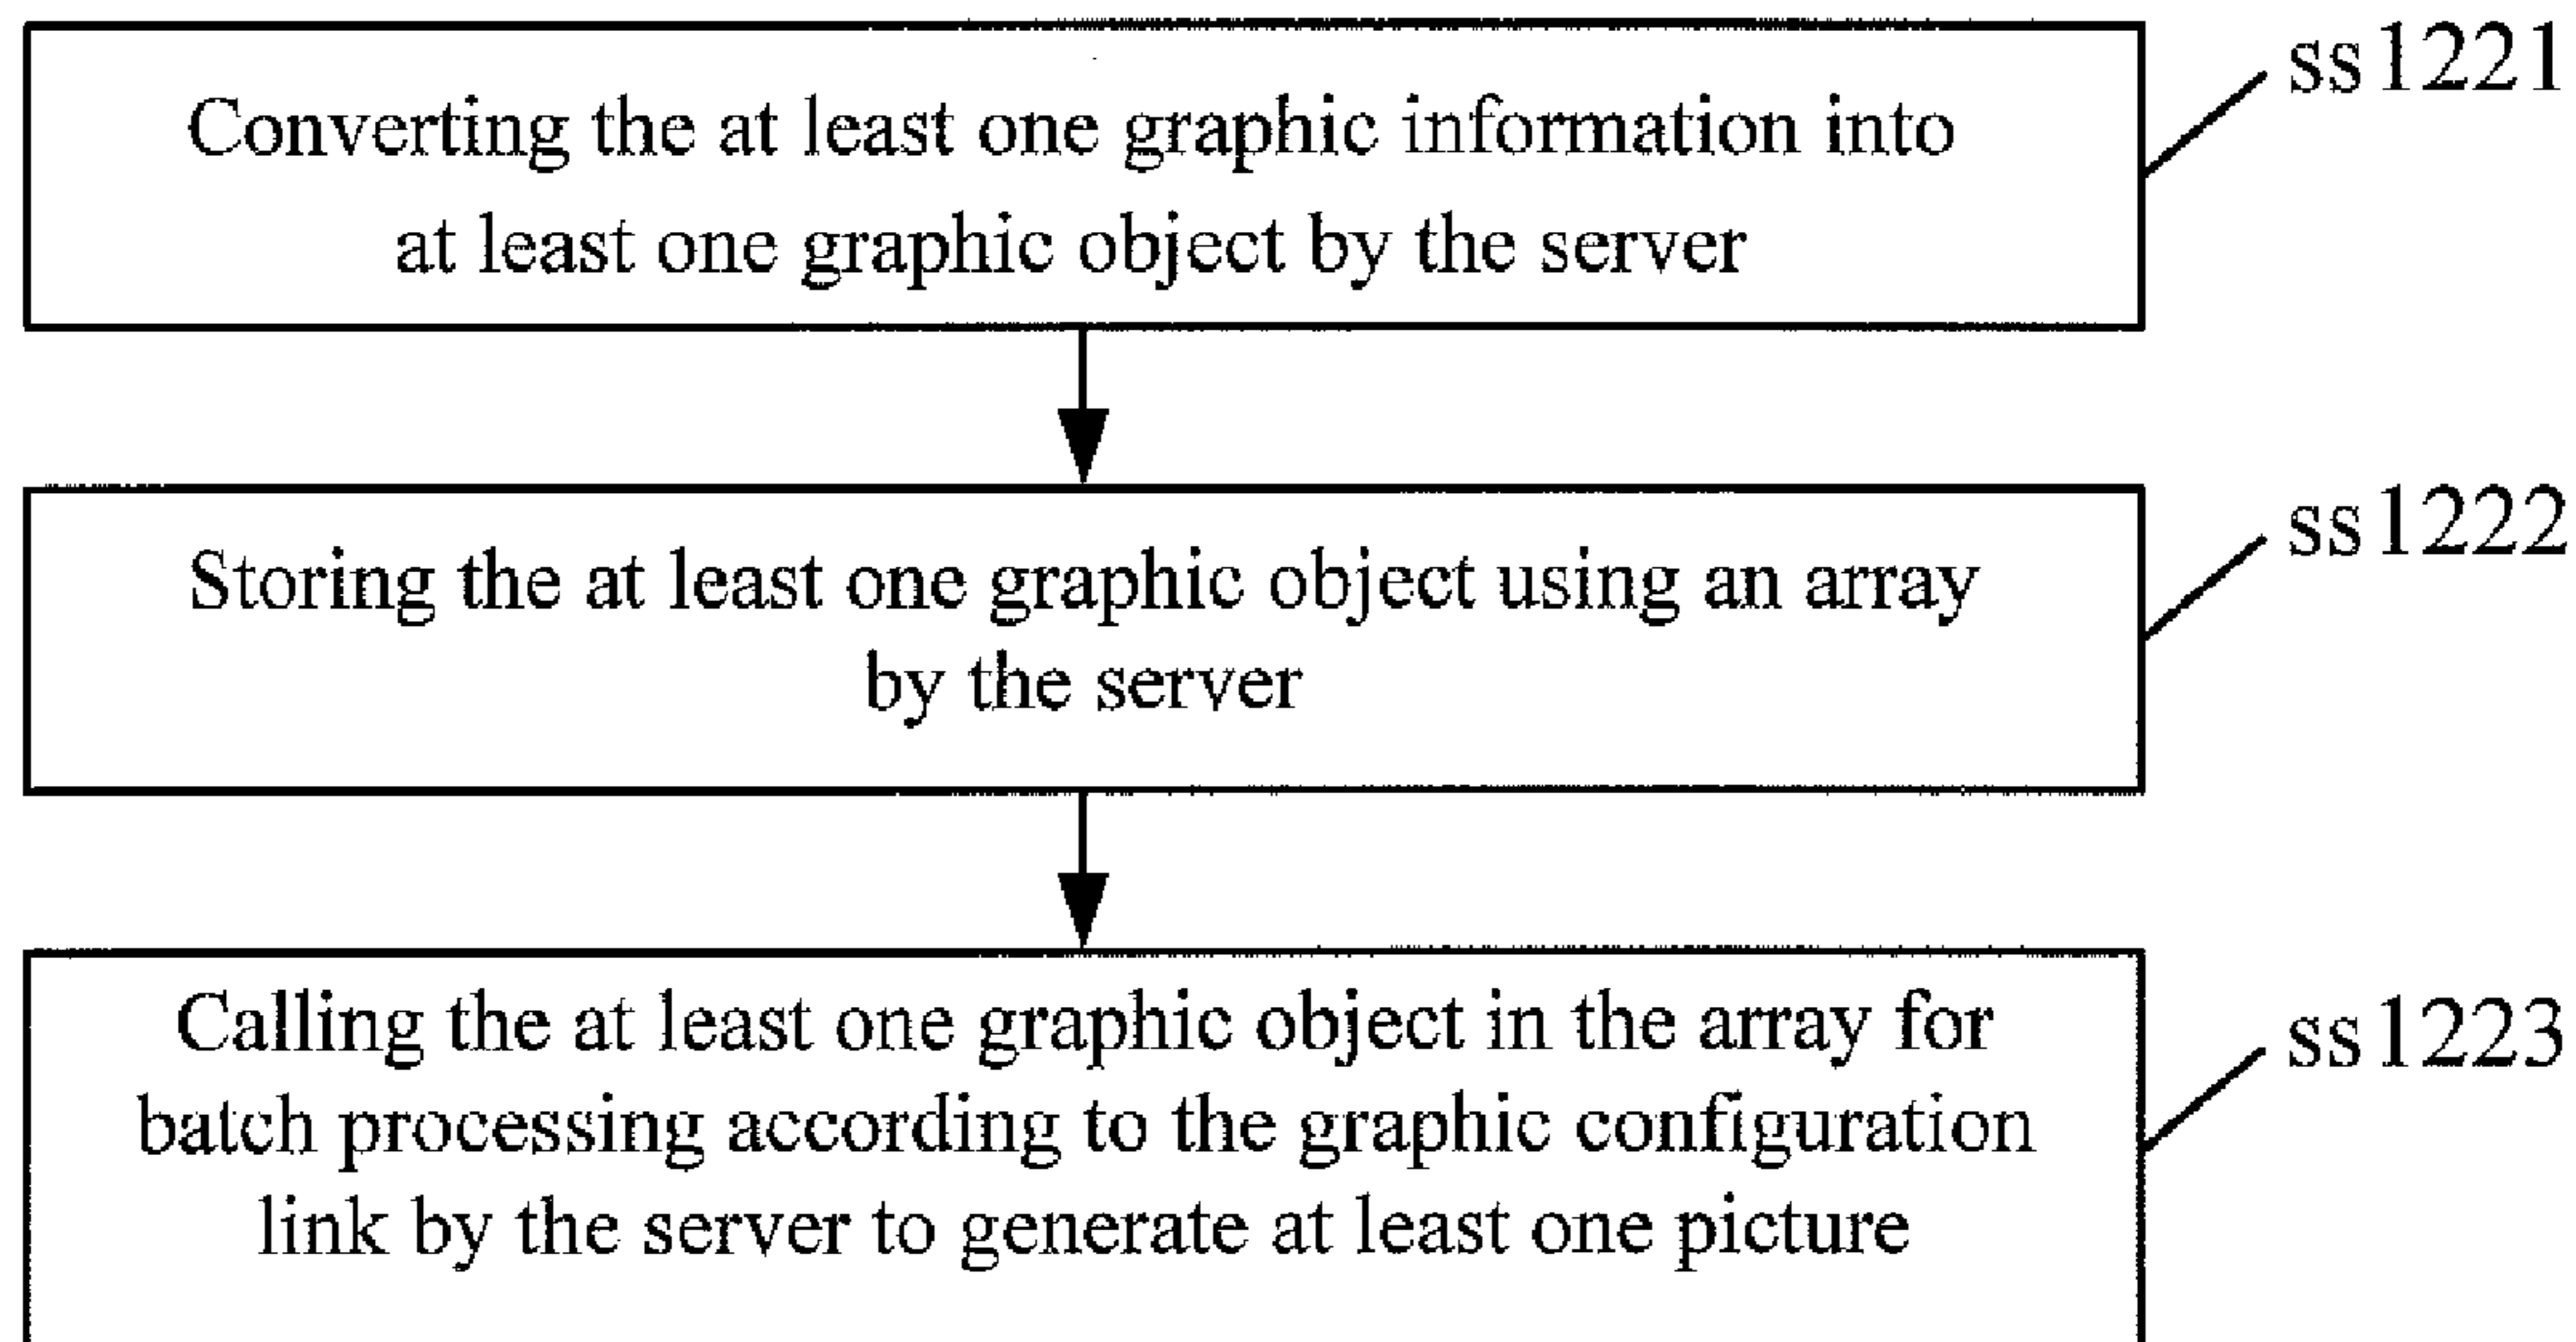 Converting the at least one graphic information into
at least one graphic object by the server
ss1221
Storing the at least one graphic object using an array
by the server
ss1222
Calling the at least one graphic object in the array for
batch processing according to the graphic configuration
link by the server to generate at least one picture
ss1223